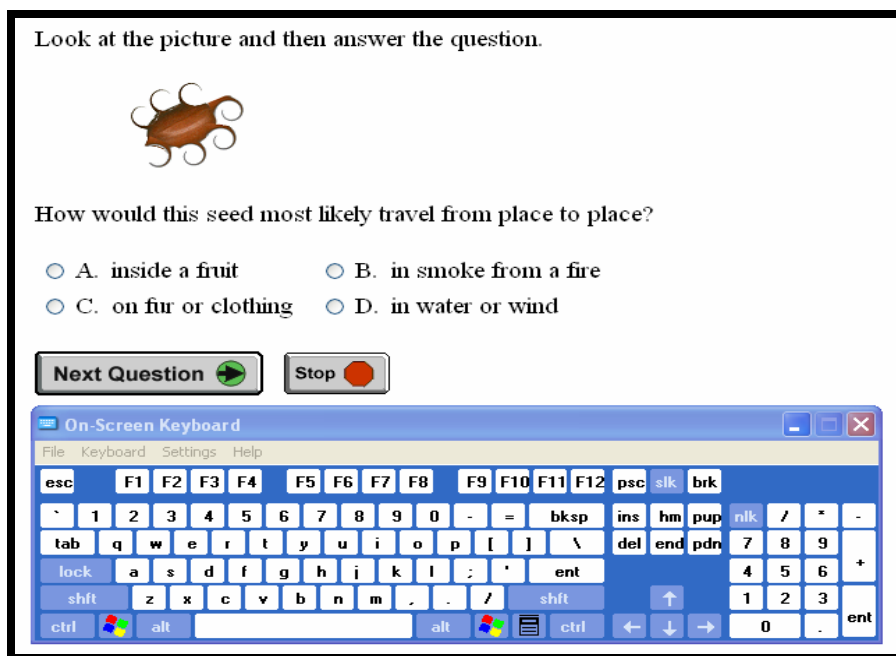 Look at the picture and then answer the question.
How would this seed most likely travel from place to place?
A. inside a fruit B. in smoke from a fire
C. on fur or clothing D. in water or wind
Next Question Stop
On-Screen Keyboard
File Keyboard Settings Help
esc F1 F2 F3 F4 F5 F6 F7 F8 F9 F10 F11 F12 psc slk brk
` 1 2 3 4 5 6 7 8 9 0 - = bksp ins hm pup nlk / * -
tab q w e r t y u i o p [ ] \ del end pdn 7 8 9 +
lock a s d f g h j k l ; ' ent 4 5 6
shft z x c v b n m , . / shft ↑ 1 2 3 ent
ctrl alt alt ctrl ← ↓ → 0 .